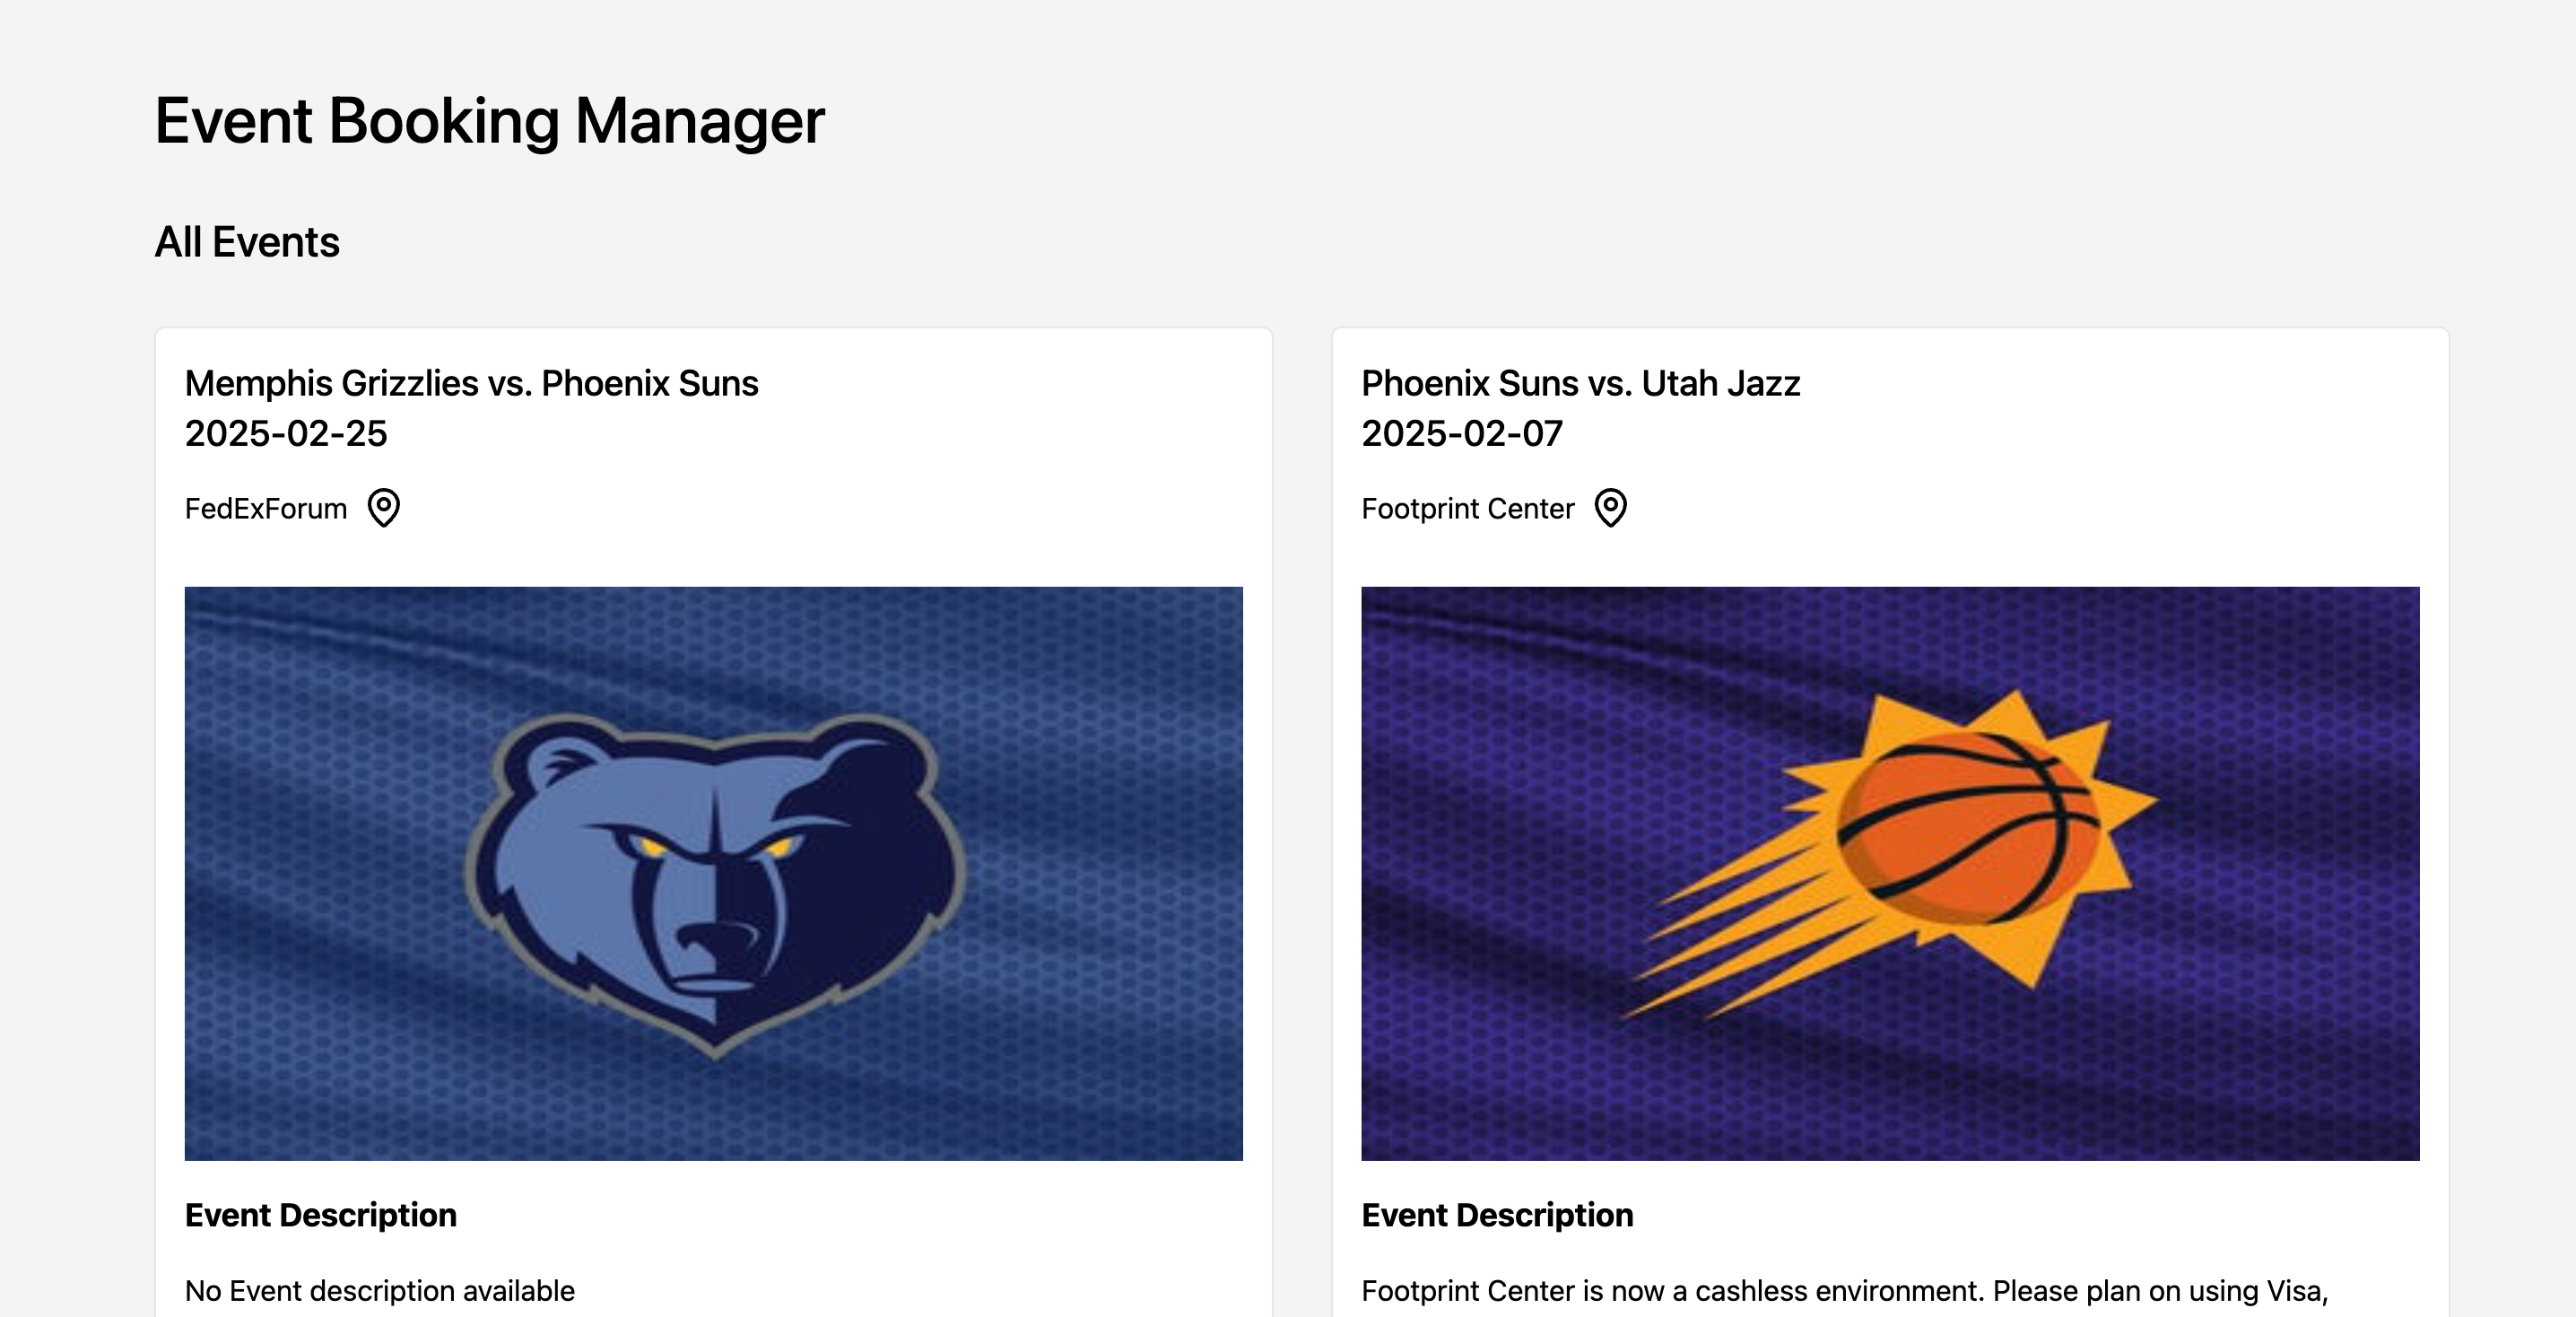 Event Booking Manager
All Events
Memphis Grizzlies vs. Phoenix Suns
2025-02-25
FedExForum
Event Description
No Event description available
Phoenix Suns vs. Utah Jazz
2025-02-07
Footprint Center
Event Description
Footprint Center is now a cashless environment. Please plan on using Visa,